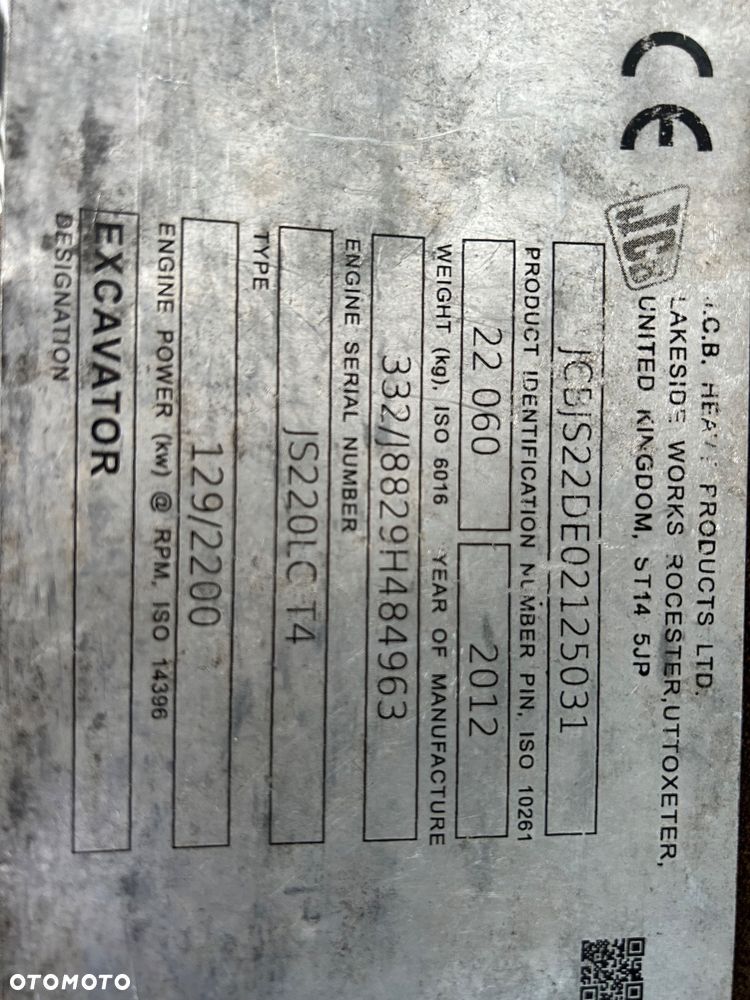 CE
JCB
J.C.B. HEAVY PRODUCTS LTD.
LAKESIDE WORKS ROCESTER, UTTOXETER,
UNITED KINGDOM, ST14 5JP
JCBJS22DE02125031
PRODUCT IDENTIFICATION NUMBER PIN, ISO 10261
22 060 2012
WEIGHT (kg), ISO 6016 YEAR OF MANUFACTURE
332/J8829H484963
ENGINE SERIAL NUMBER
JS220LC T4
TYPE
129/2200
ENGINE POWER (kw) @ RPM, ISO 14396
EXCAVATOR
DESIGNATION
OTOMOTO